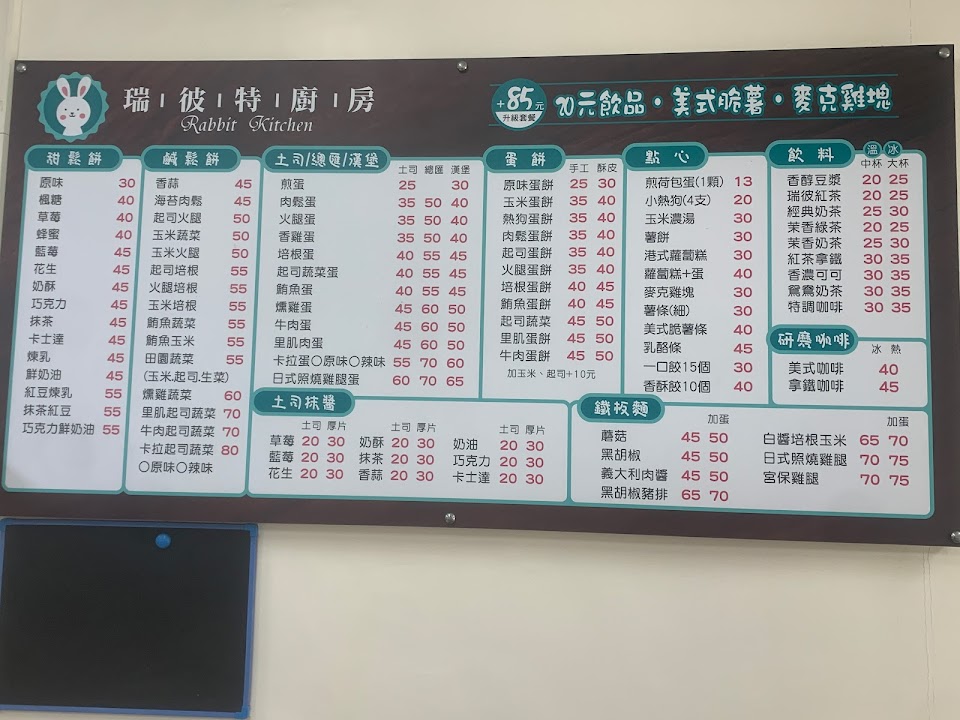 瑞彼特廚房
Rabbit Kitchen
+85元 升級套餐 20元飲品・美式脆薯・麥克雞塊
甜鬆餅
原味 30
楓糖 40
草莓 40
蜂蜜 40
藍莓 45
花生 45
奶酥 45
巧克力 45
抹茶 45
卡士達 45
煉乳 45
鮮奶油 45
紅豆煉乳 55
抹茶紅豆 55
巧克力鮮奶油 55
鹹鬆餅
香蒜 45
海苔肉鬆 45
起司火腿 50
玉米蔬菜 50
玉米火腿 50
起司培根 55
火腿培根 55
玉米培根 55
鮪魚蔬菜 55
鮪魚玉米 55
田園蔬菜 55
(玉米.起司.生菜)
燻雞蔬菜 60
里肌起司蔬菜 70
牛肉起司蔬菜 70
卡拉起司蔬菜 80
○原味○辣味
土司/總匯/漢堡
土司 總匯 漢堡
煎蛋 25 30
肉鬆蛋 35 50 40
火腿蛋 35 50 40
香雞蛋 35 50 40
培根蛋 40 55 45
起司蔬菜蛋 40 55 45
鮪魚蛋 40 55 45
燻雞蛋 45 60 50
牛肉蛋 45 60 50
里肌肉蛋 45 60 50
卡拉蛋○原味○辣味 55 70 60
日式照燒雞腿蛋 60 70 65
土司抹醬
土司 厚片 土司 厚片 土司 厚片
草莓 20 30 奶酥 20 30 奶油 20 30
藍莓 20 30 抹茶 20 30 巧克力 20 30
花生 20 30 香蒜 20 30 卡士達 20 30
蛋餅
手工 酥皮
原味蛋餅 25 30
玉米蛋餅 35 40
熱狗蛋餅 35 40
肉鬆蛋餅 35 40
起司蛋餅 35 40
火腿蛋餅 35 40
培根蛋餅 40 45
鮪魚蛋餅 40 45
起司蔬菜 45 50
里肌蛋餅 45 50
牛肉蛋餅 45 50
加玉米、起司+10元
點心
煎荷包蛋(1顆) 13
小熱狗(4支) 20
玉米濃湯 30
薯餅 30
港式蘿蔔糕 30
蘿蔔糕+蛋 40
麥克雞塊 30
薯條(細) 30
美式脆薯條 40
乳酪條 45
一口餃15個 30
香酥餃10個 40
飲料
溫 冰
中杯 大杯
香醇豆漿 20 25
瑞彼紅茶 20 25
經典奶茶 25 30
茉香綠茶 20 25
茉香奶茶 25 30
紅茶拿鐵 30 35
香濃可可 30 35
鴛鴦奶茶 30 35
特調咖啡 30 35
研磨咖啡
冰 熱
美式咖啡 40
拿鐵咖啡 45
鐵板麵
加蛋 加蛋
蘑菇 45 50 白醬培根玉米 65 70
黑胡椒 45 50 日式照燒雞腿 70 75
義大利肉醬 45 50 宮保雞腿 70 75
黑胡椒豬排 65 70